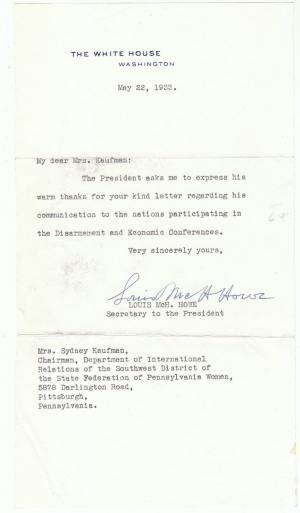 THE WHITE HOUSE
WASHINGTON
May 22, 1933.
My dear Mrs. Kaufman:
The President asks me to express his
warm thanks for your kind letter regarding his
communication to the nations participating in
the Disarmament and Economic Conferences.
Very sincerely yours,
Louis McH Howe
LOUIS McH. HOWE
Secretary to the President
Mrs. Sydney Kaufman,
Chairman, Department of International
Relations of the Southwest District of
the State Federation of Pennsylvania Women,
5878 Darlington Road,
Pittsburgh,
Pennsylvania.